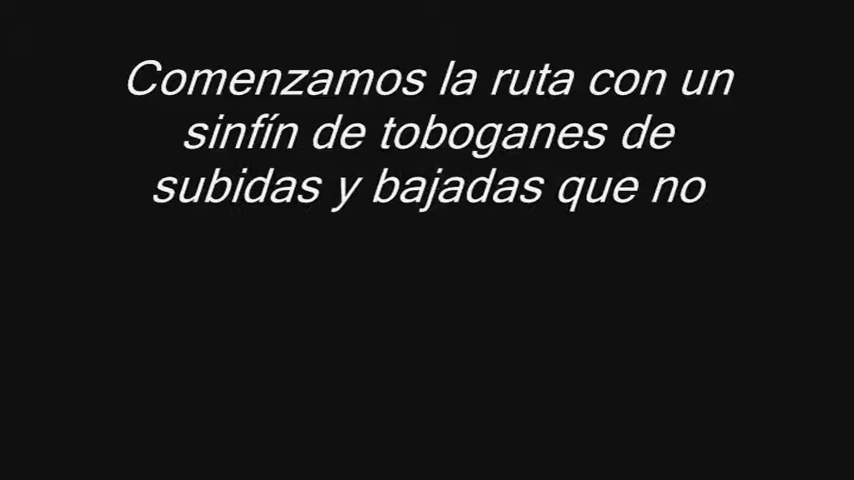 Comenzamos la ruta con un
sinfín de toboganes de
subidas y bajadas que no